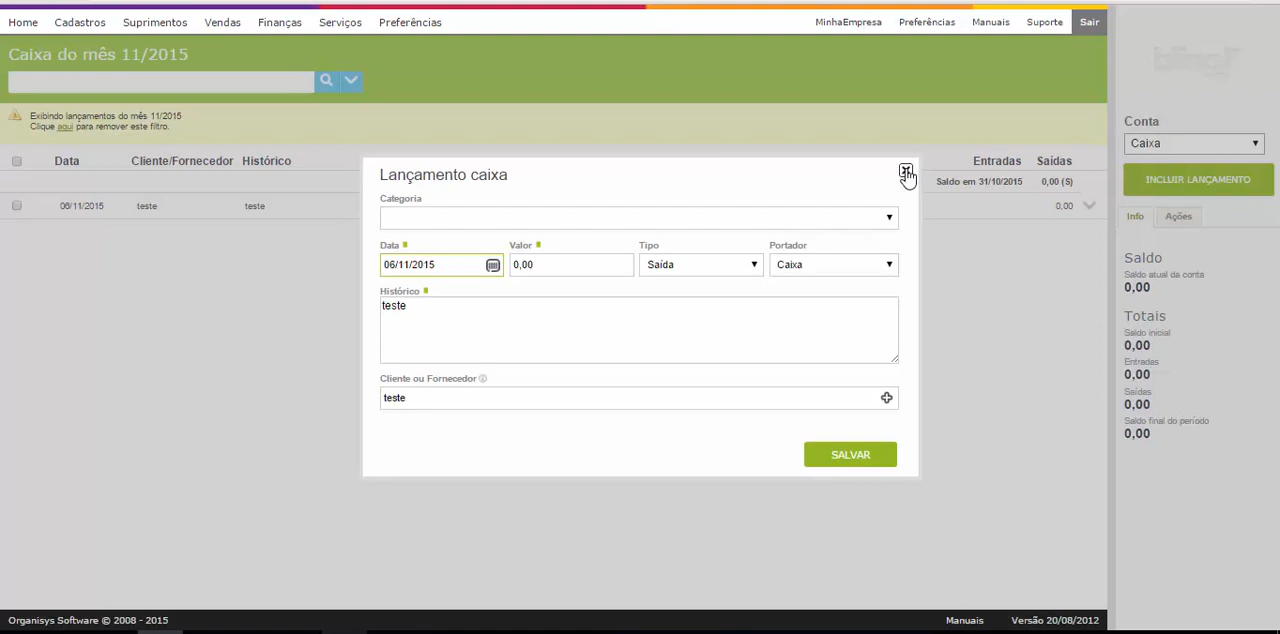 Home Cadastros Suprimentos Vendas Finanças Serviços Preferências MinhaEmpresa Preferências Manuais Suporte Sair
Caixa do mês 11/2015
Exibindo lançamentos do mês 11/2015
Clique aqui para remover este filtro.
Data Cliente/Fornecedor Histórico Entradas Saídas
Saldo em 31/10/2015 0,00 (S)
06/11/2015 teste teste 0,00
Lançamento caixa
Categoria
Data Valor Tipo Portador
06/11/2015 0,00 Saída Caixa
Histórico
teste
Cliente ou Fornecedor
teste
SALVAR
bling!
Conta
Caixa
INCLUIR LANÇAMENTO
Info Ações
Saldo
Saldo atual da conta
0,00
Totais
Saldo inicial
0,00
Entradas
0,00
Saídas
0,00
Saldo final do período
0,00
Organisys Software © 2008 - 2015 Manuais Versão 20/08/2012